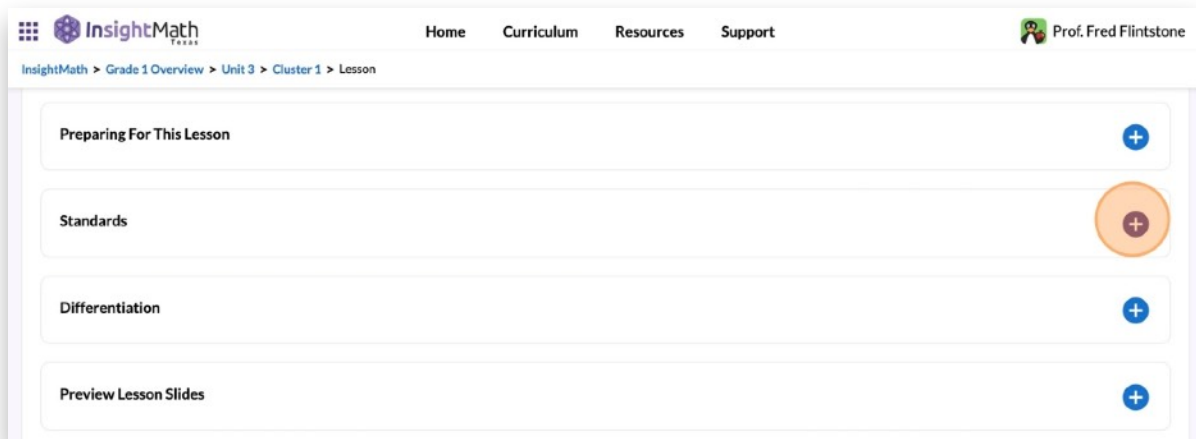 InsightMath
Texas
Home Curriculum Resources Support
Prof. Fred Flintstone
InsightMath > Grade 1 Overview > Unit 3 > Cluster 1 > Lesson
Preparing For This Lesson
Standards
Differentiation
Preview Lesson Slides